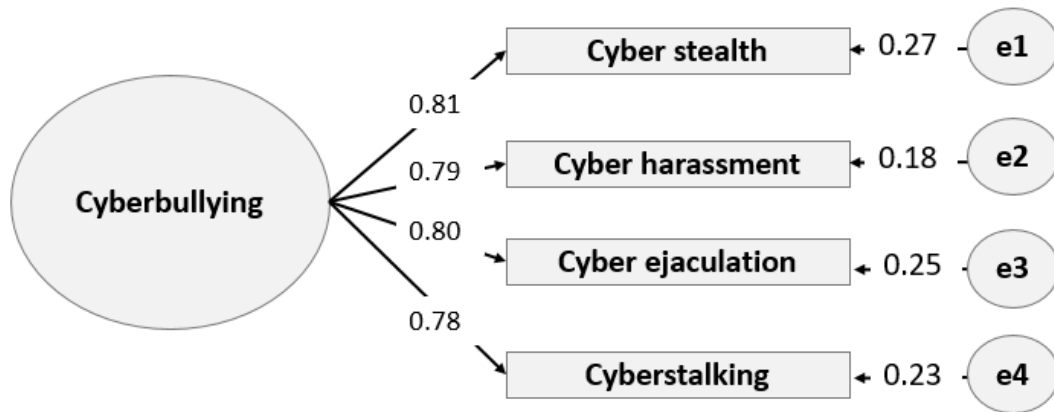 Cyber stealth
0.27
e1
0.81
Cyber harassment
0.18
e2
0.79
Cyberbullying
0.80
Cyber ejaculation
0.25
e3
0.78
Cyberstalking
0.23
e4